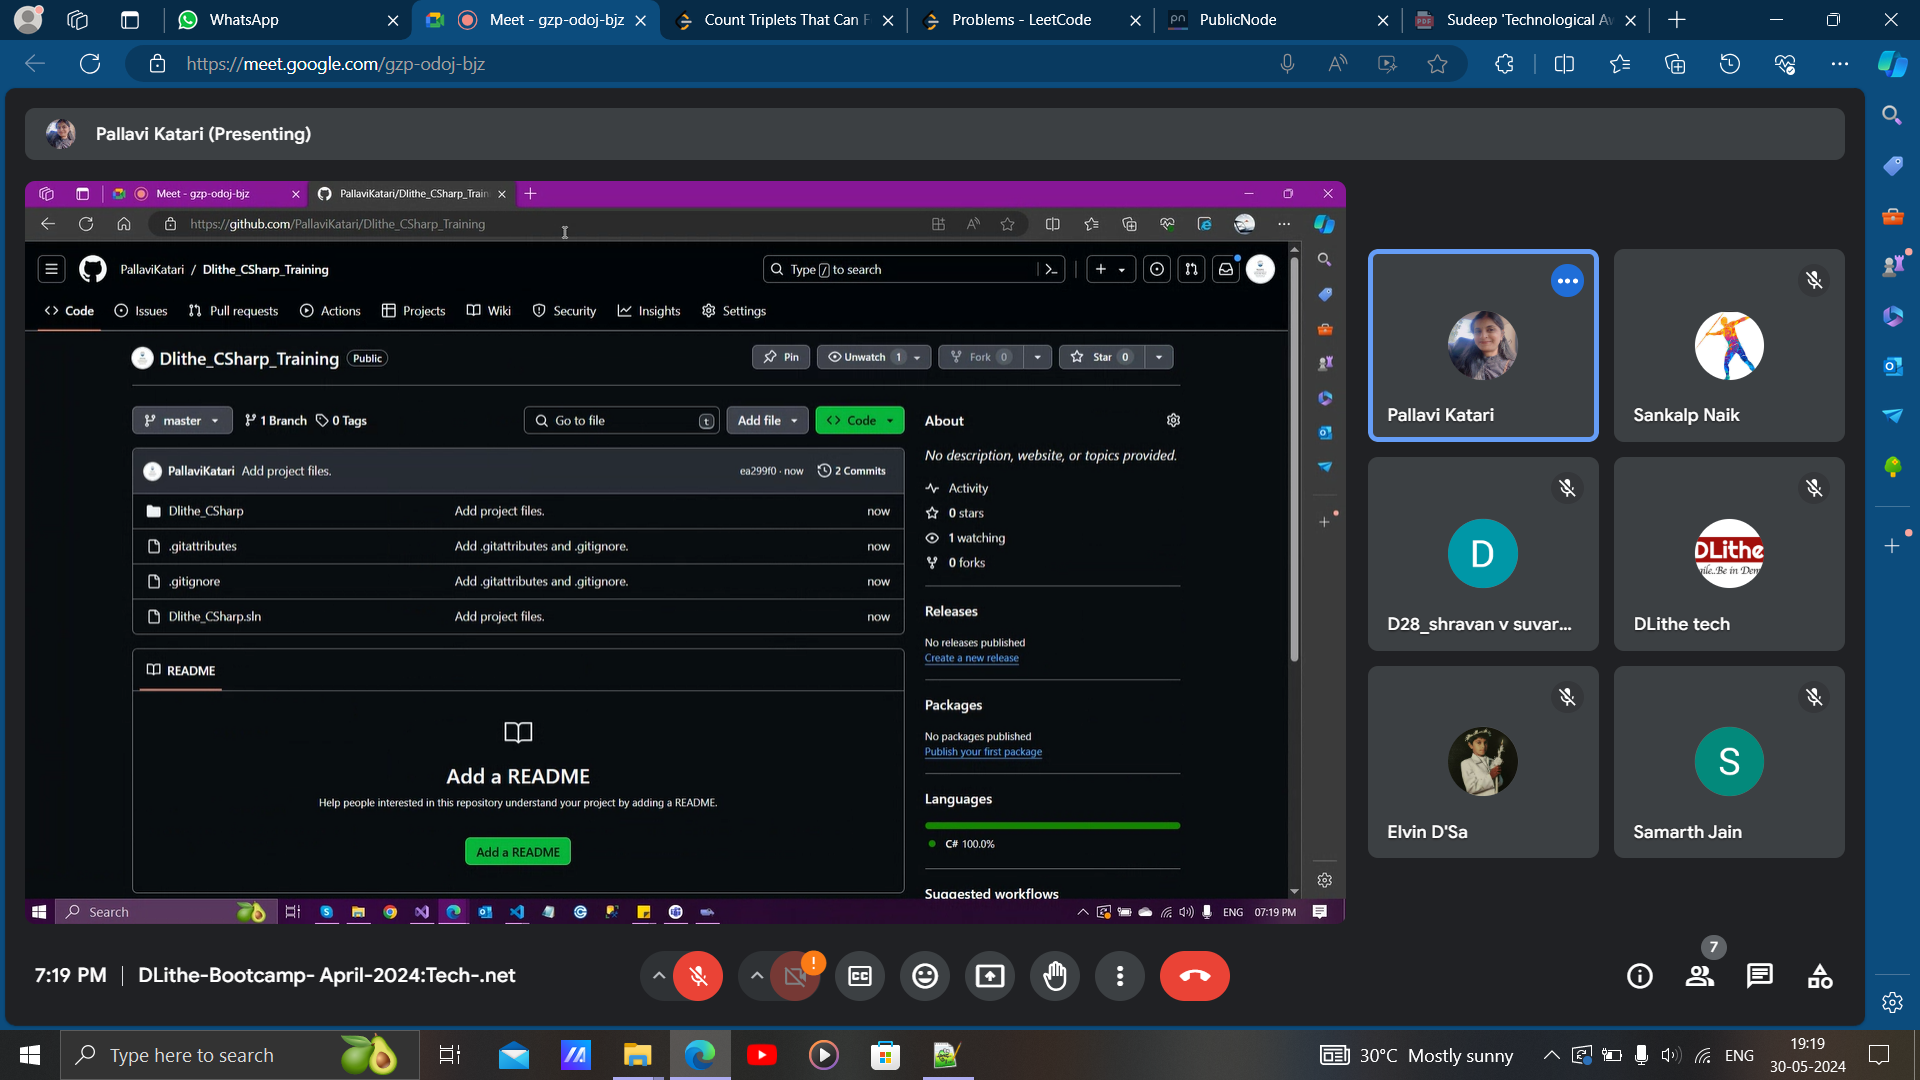 WhatsApp
Meet - gzp-odoj-bjz
Count Triplets That Can F
Problems - LeetCode
PublicNode
Sudeep 'Technological Aw
https://meet.google.com/gzp-odoj-bjz
Pallavi Katari (Presenting)
Meet - gzp-odoj-bjz
PallaviKatari/Dlithe_CSharp_Train
https://github.com/PallaviKatari/Dlithe_CSharp_Training
PallaviKatari / Dlithe_CSharp_Training
Type / to search
Code
Issues
Pull requests
Actions
Projects
Wiki
Security
Insights
Settings
Dlithe_CSharp_Training Public
Pin
Unwatch 1
Fork 0
Star 0
master
1 Branch
0 Tags
Go to file
t
Add file
Code
PallaviKatari Add project files.
ea299f0 · now
2 Commits
Dlithe_CSharp Add project files. now
.gitattributes Add .gitattributes and .gitignore. now
.gitignore Add .gitattributes and .gitignore. now
Dlithe_CSharp.sln Add project files. now
README
Add a README
Help people interested in this repository understand your project by adding a README.
Add a README
About
No description, website, or topics provided.
Activity
0 stars
1 watching
0 forks
Releases
No releases published
Create a new release
Packages
No packages published
Publish your first package
Languages
C# 100.0%
Suggested workflows
Search
ENG 07:19 PM
Pallavi Katari
Sankalp Naik
D
D28_shravan v suvar...
DLithe
DLithe tech
Elvin D'Sa
S
Samarth Jain
7:19 PM | DLithe-Bootcamp- April-2024:Tech-.net
!
CC
7
Type here to search
30°C Mostly sunny
ENG
19:19
30-05-2024